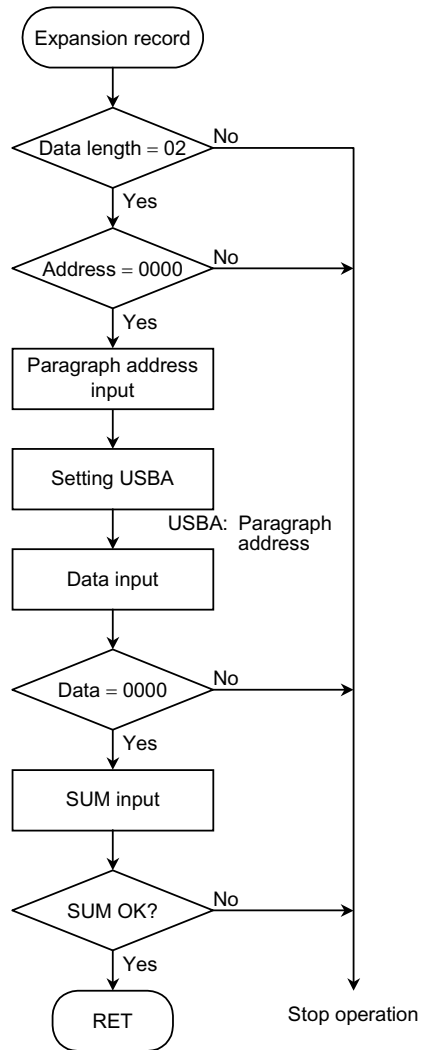 Expansion record
Data length = 02
No
Yes
Address = 0000
No
Yes
Paragraph address
input
Setting USBA
USBA: Paragraph
address
Data input
Data = 0000
No
Yes
SUM input
SUM OK?
No
Yes
RET
Stop operation